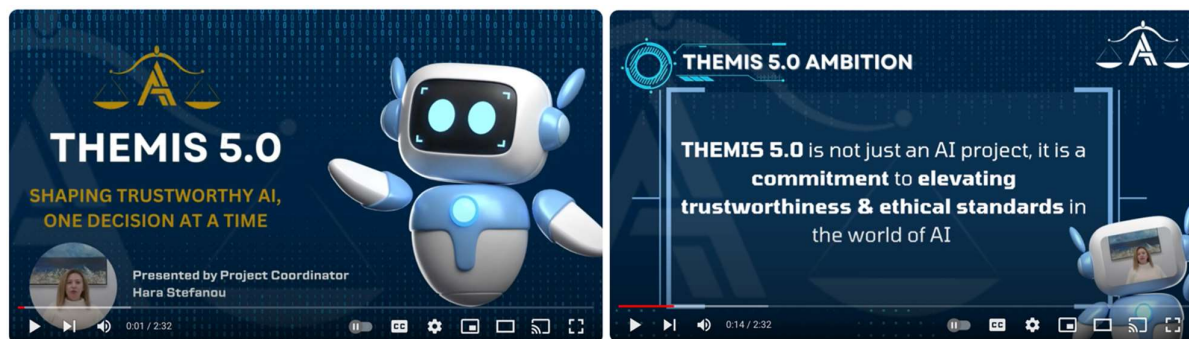 THEMIS 5.0
SHAPING TRUSTWORTHY AI,
ONE DECISION AT A TIME
Presented by Project Coordinator
Hara Stefanou
0:01 / 2:32
CC
THEMIS 5.0 AMBITION
THEMIS 5.0 is not just an AI project, it is a
commitment to elevating
trustworthiness & ethical standards in
the world of AI
0:14 / 2:32
CC